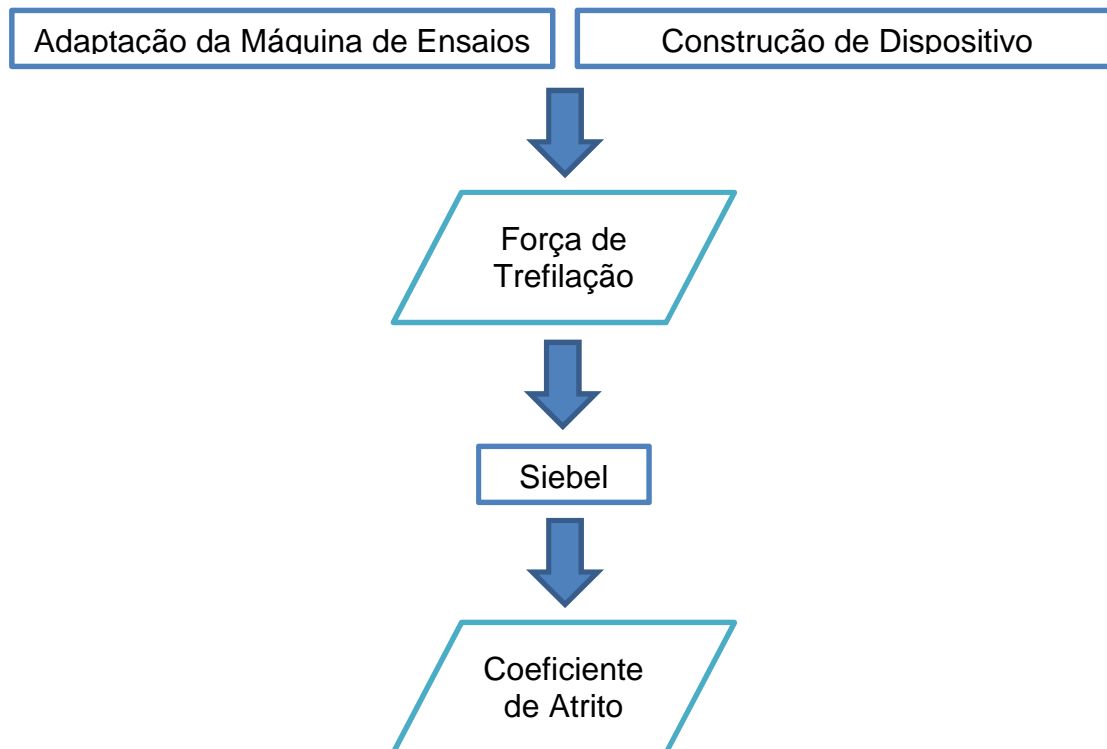 Adaptação da Máquina de Ensaios
Construção de Dispositivo
Força de
Trefilação
Siebel
Coeficiente
de Atrito